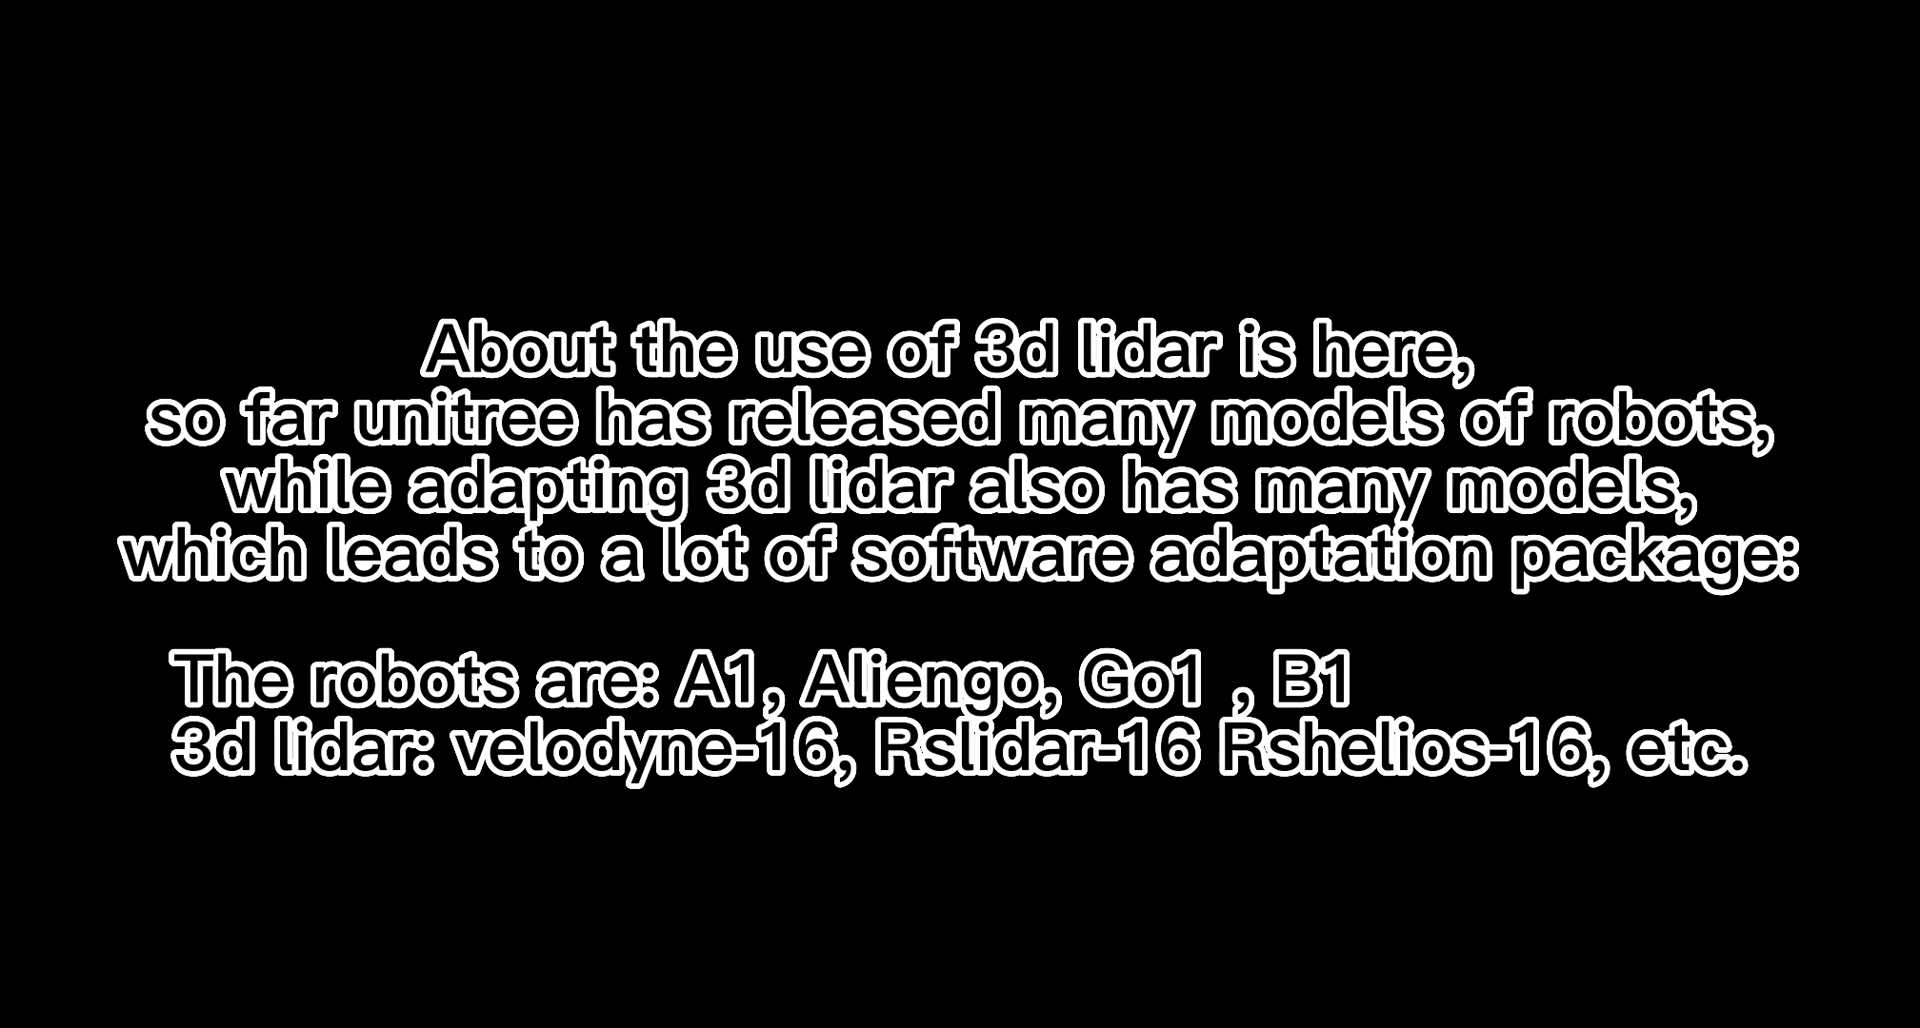 About the use of 3d lidar is here,
so far unitree has released many models of robots,
while adapting 3d lidar also has many models,
which leads to a lot of software adaptation package:
The robots are: A1, Aliengo, Go1 , B1
3d lidar: velodyne-16, Rslidar-16 Rshelios-16, etc.